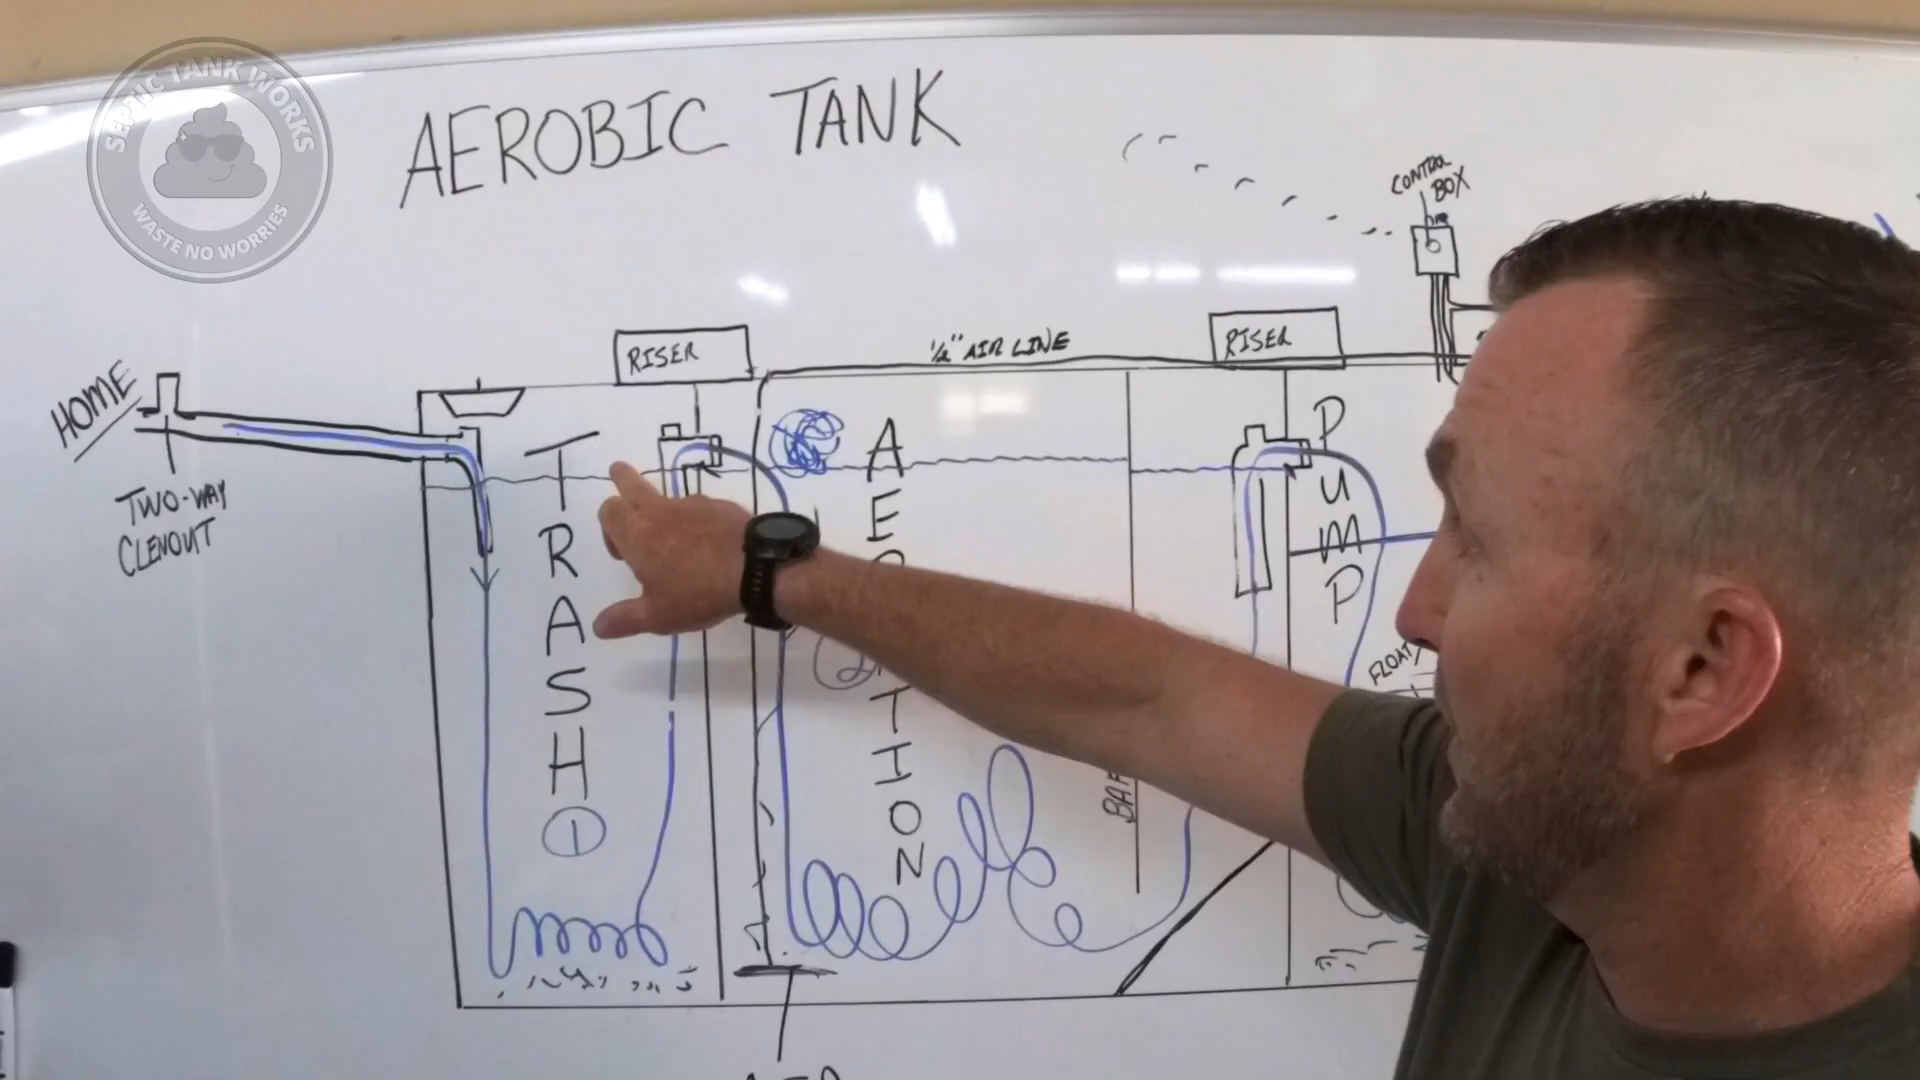 SEPTIC TANK WORKS
WASTE NO WORRIES
AEROBIC TANK
CONTROL
BOX
RISER
1/2" AIR LINE
RISER
HOME
TWO-WAY
CLENOUT
TRASH
1
2
PUMP
FLOAT